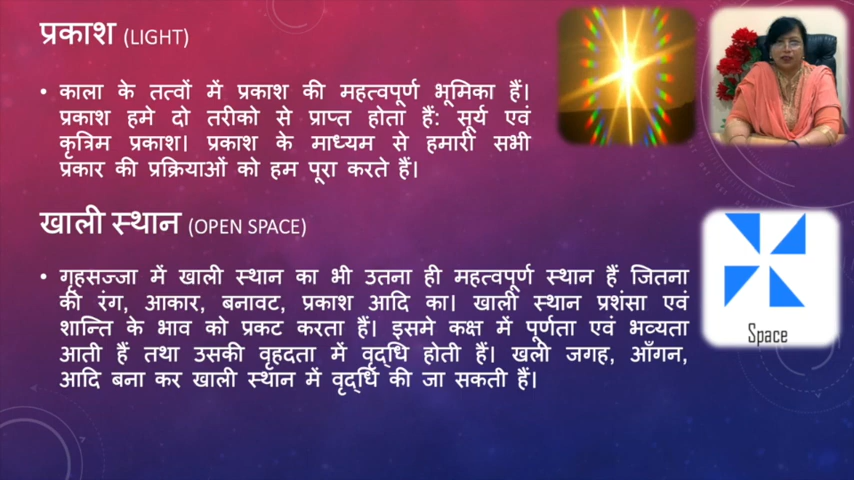 प्रकाश (LIGHT)
• काला के तत्वों में प्रकाश की महत्वपूर्ण भूमिका हैं।
प्रकाश हमे दो तरीको से प्राप्त होता हैं: सूर्य एवं
कृत्रिम प्रकाश। प्रकाश के माध्यम से हमारी सभी
प्रकार की प्रक्रियाओं को हम पूरा करते हैं।
खाली स्थान (OPEN SPACE)
• गृहसज्जा में खाली स्थान का भी उतना ही महत्वपूर्ण स्थान हैं जितना
की रंग, आकार, बनावट, प्रकाश आदि का। खाली स्थान प्रशंसा एवं
शान्ति के भाव को प्रकट करता हैं। इसमे कक्ष में पूर्णता एवं भव्यता
आती हैं तथा उसकी वृहदता में वृद्धि होती हैं। खली जगह, आँगन,
आदि बना कर खाली स्थान में वृद्धि की जा सकती हैं।
Space